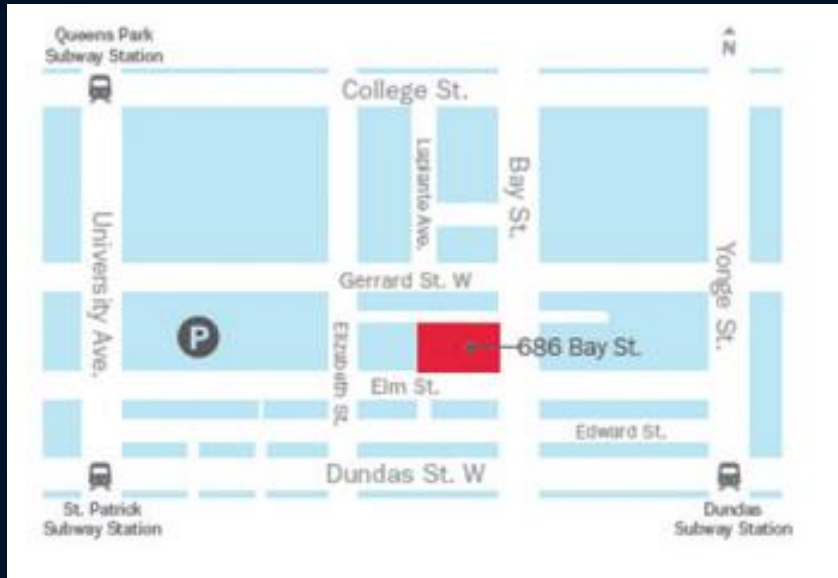 Queens Park
Subway Station
N
College St.
Laplante Ave.
Bay St.
University Ave.
Yonge St.
Gerrard St. W
P
Elizabeth St.
686 Bay St.
Elm St.
Edward St.
Dundas St. W
St. Patrick
Subway Station
Dundas
Subway Station